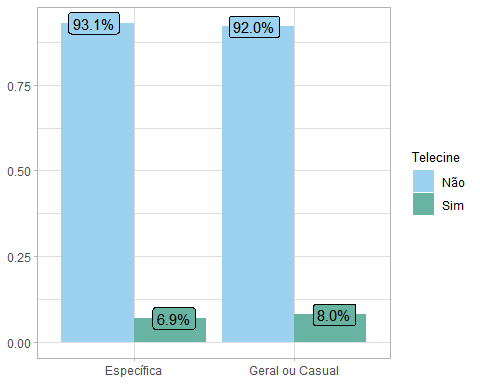 93.1%
92.0%
0.75
0.50
0.25
0.00
6.9%
8.0%
Específica
Geral ou Casual
Telecine
Não
Sim